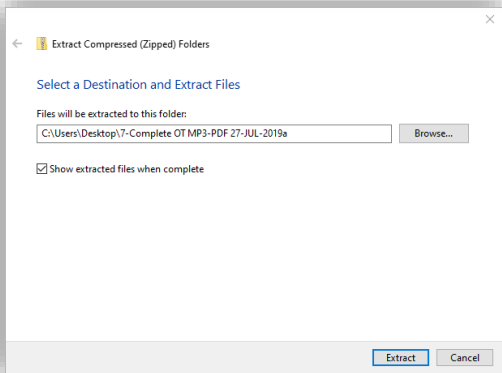 Extract Compressed (Zipped) Folders
Select a Destination and Extract Files
Files will be extracted to this folder:
C:\Users\Desktop\7-Complete OT MP3-PDF 27-JUL-2019a
Browse...
Show extracted files when complete
Extract
Cancel